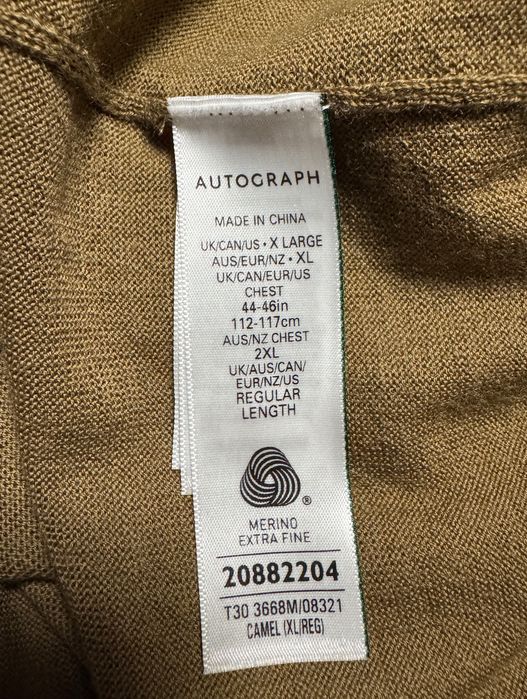 AUTOGRAPH
MADE IN CHINA
UK/CAN/US • X LARGE
AUS/EUR/NZ • XL
UK/CAN/EUR/US
CHEST
44-46in
112-117cm
AUS/NZ CHEST
2XL
UK/AUS/CAN/
EUR/NZ/US
REGULAR
LENGTH
®
MERINO
EXTRA FINE
20882204
T30 3668M/08321
CAMEL (XL/REG)